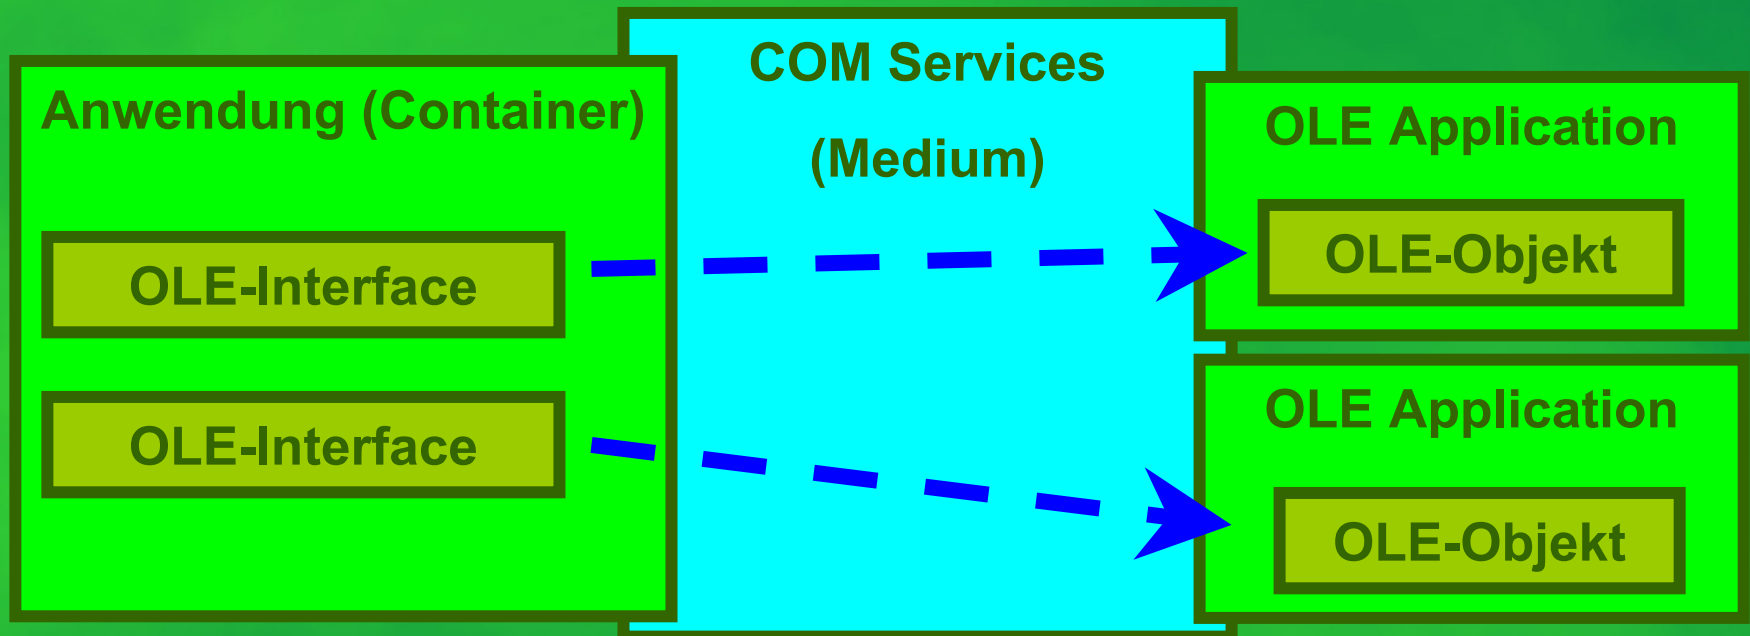 COM Services
(Medium)
Anwendung (Container)
OLE-Interface
OLE-Interface
OLE Application
OLE-Objekt
OLE Application
OLE-Objekt